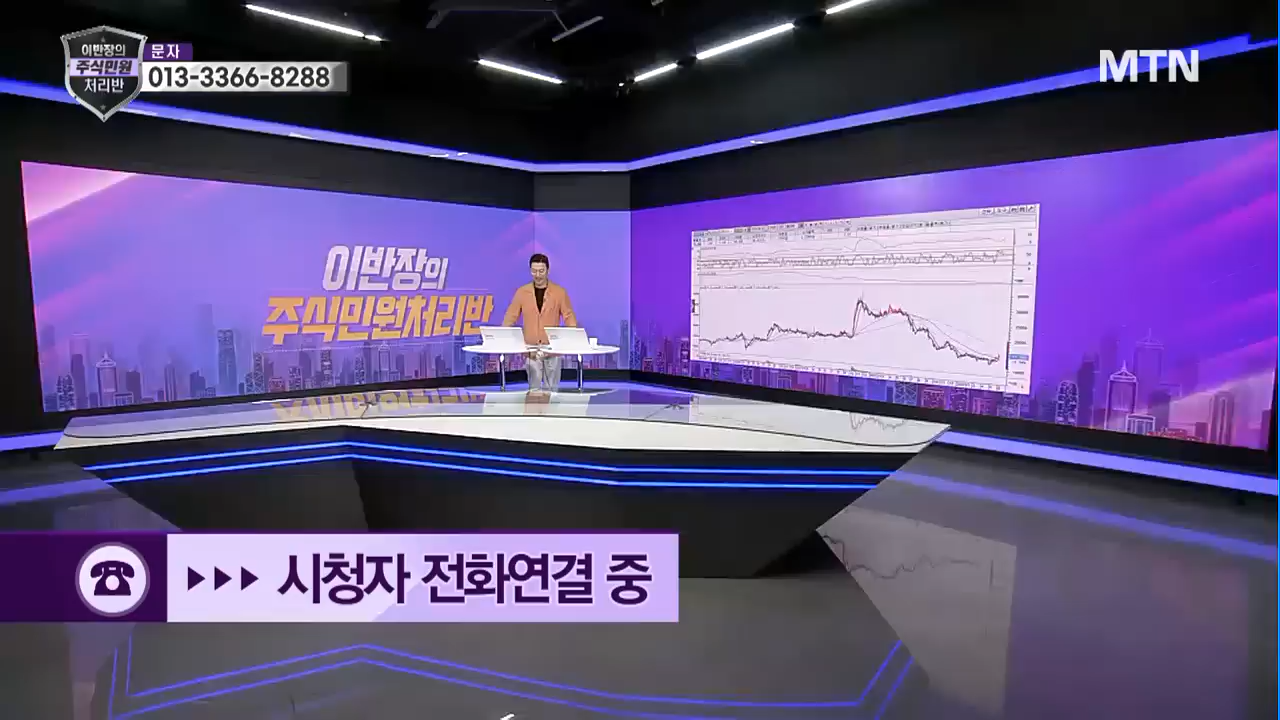 이반장의
주식민원
처리반
문자
013-3366-8288
MTN
이반장의
주식민원처리반
시청자 전화연결 중